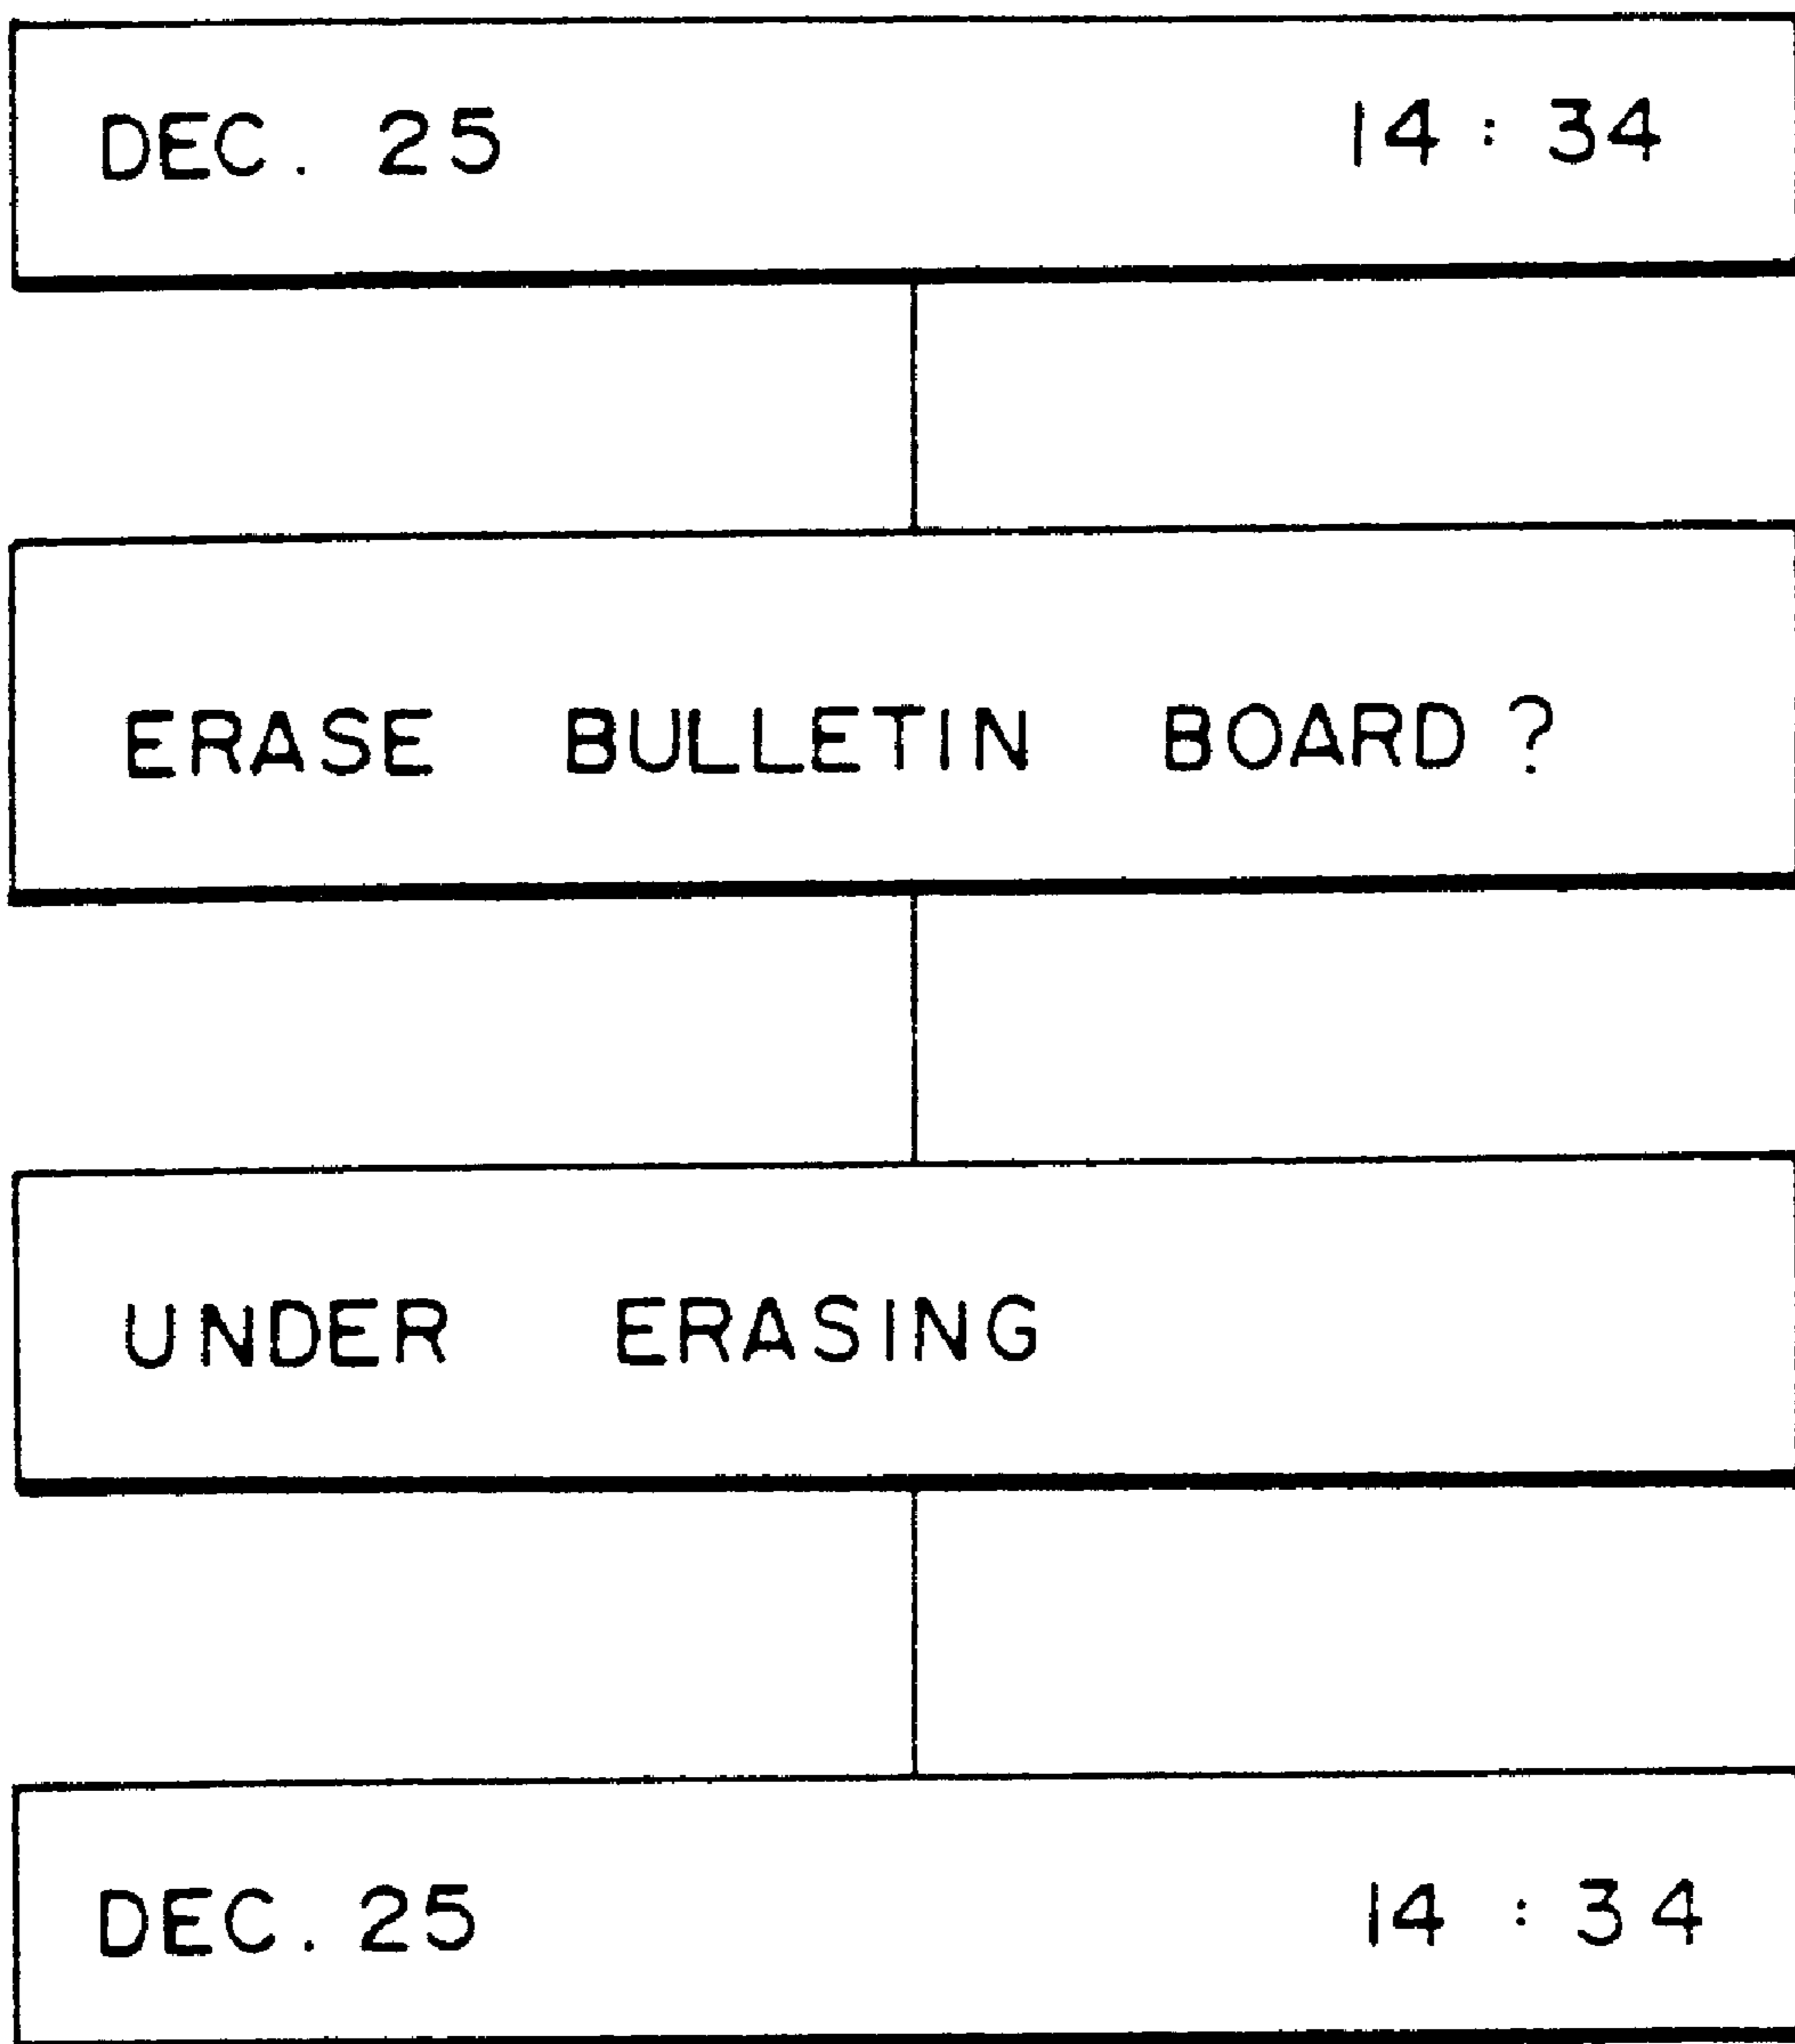 DEC. 25 14:34
ERASE BULLETIN BOARD?
UNDER ERASING
DEC. 25 14:34